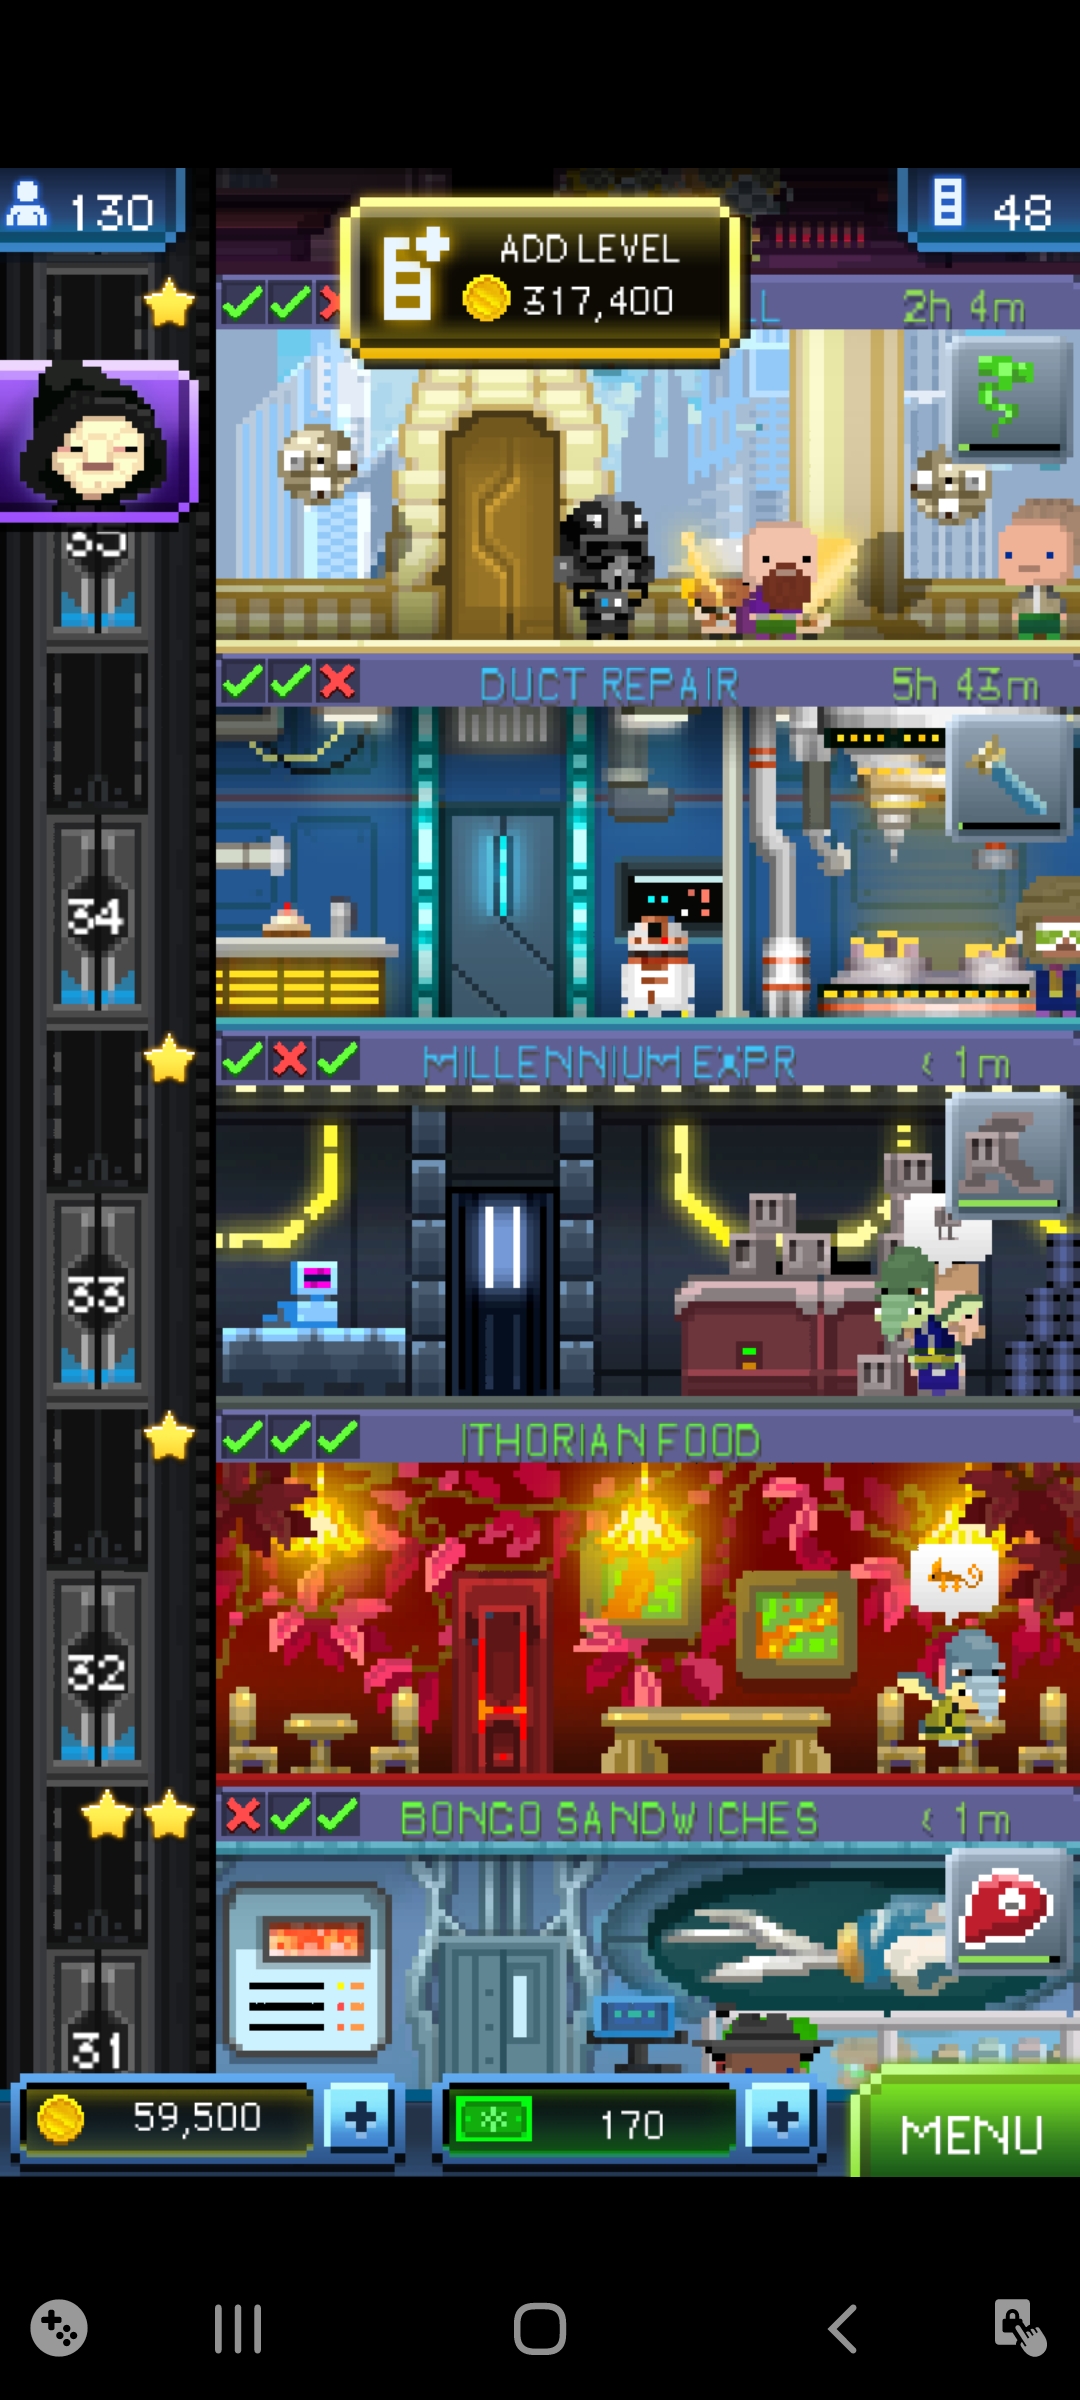 130
48
ADD LEVEL
317,400
LL 2h 4m
35
DUCT REPAIR 5h 43m
34
MILLENNIUM EXPR < 1m
33
ITHORIAN FOOD
32
BONGO SANDWICHES < 1m
31
59,500
170
MENU